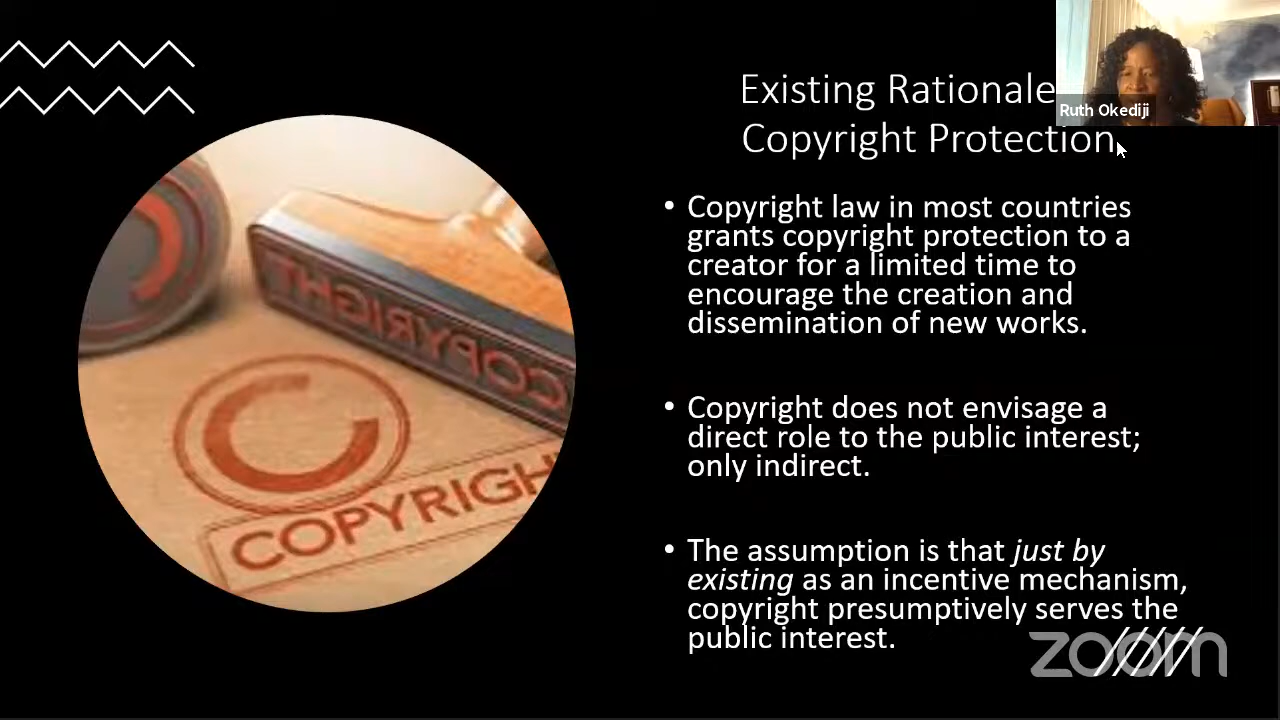 Existing Rationale
Copyright Protection
Ruth Okediji
• Copyright law in most countries
grants copyright protection to a
creator for a limited time to
encourage the creation and
dissemination of new works.
• Copyright does not envisage a
direct role to the public interest;
only indirect.
• The assumption is that just by
existing as an incentive mechanism,
copyright presumptively serves the
public interest.
COPYRIGHT
C
COPYRIGH
zoom